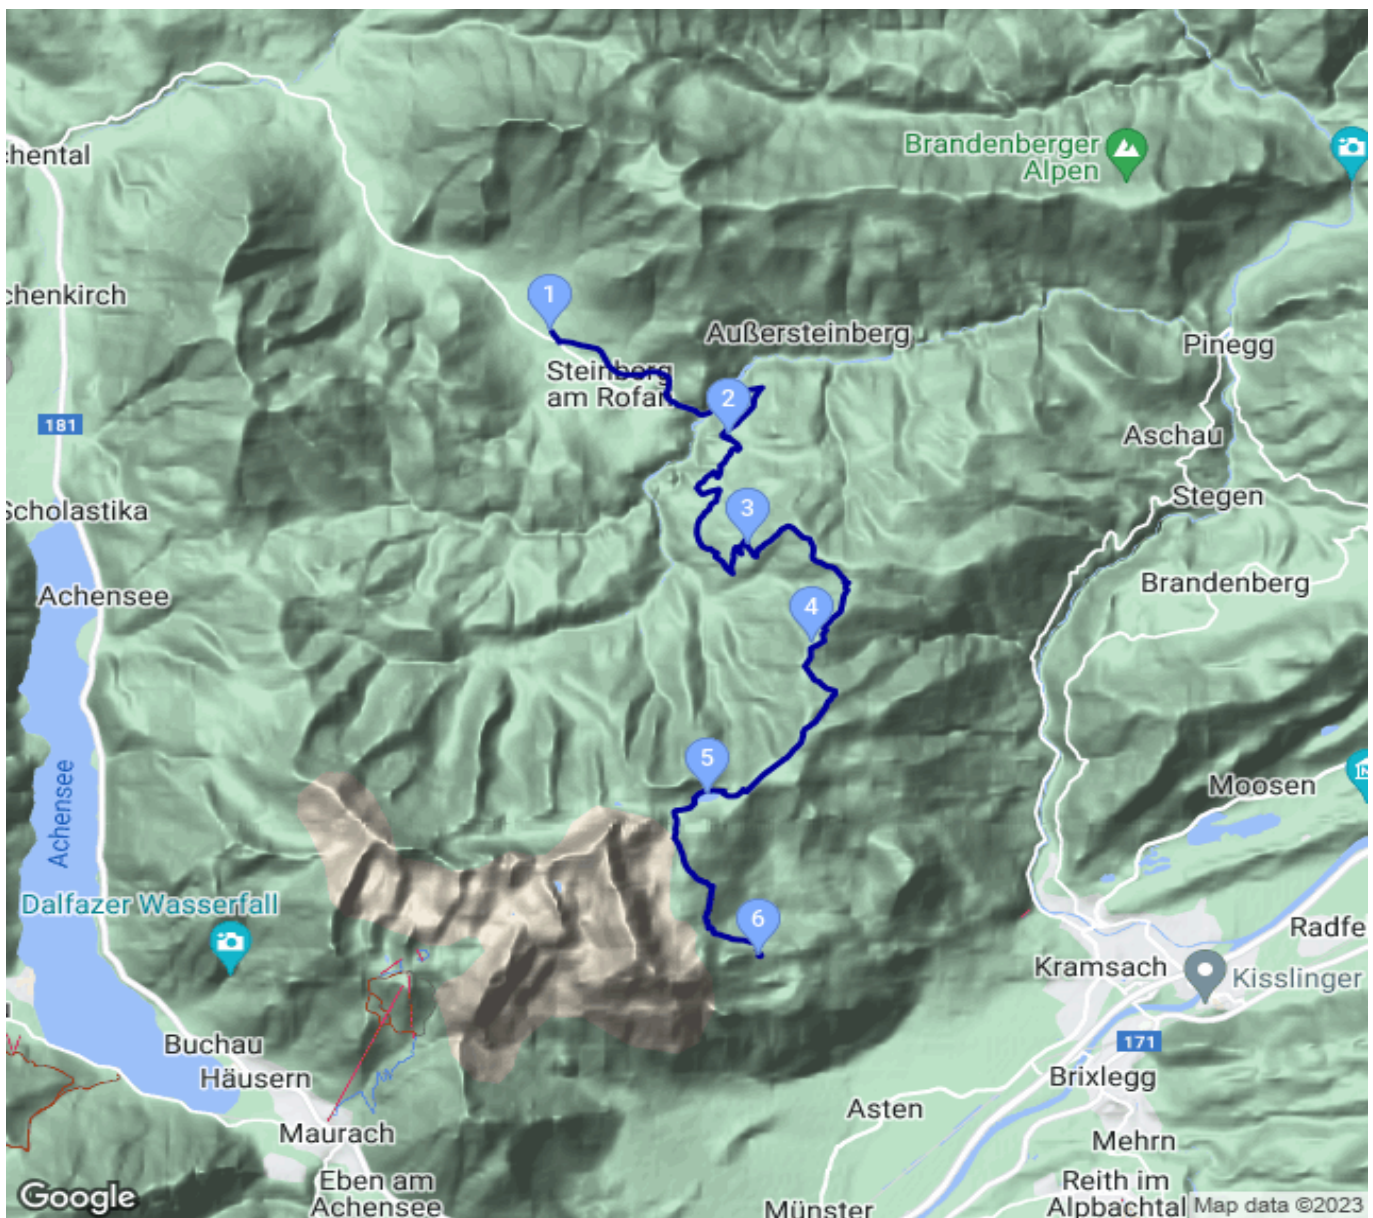 Brandenberger
Alpen
chental
1
chenkirch
Außersteinberg
Pinegg
Steinberg
am Rofan
2
181
Aschau
Stegen
Scholastika
3
Achensee
Brandenberg
4
5
Achensee
Moosen
Dalfazer Wasserfall
6
Radfe
Kramsach
Kisslinger
Buchau
171
Häusern
Brixlegg
Asten
Maurach
Mehrn
Eben am
Achensee
Reith im
Alpbachtal
Münster
Google
Map data ©2023